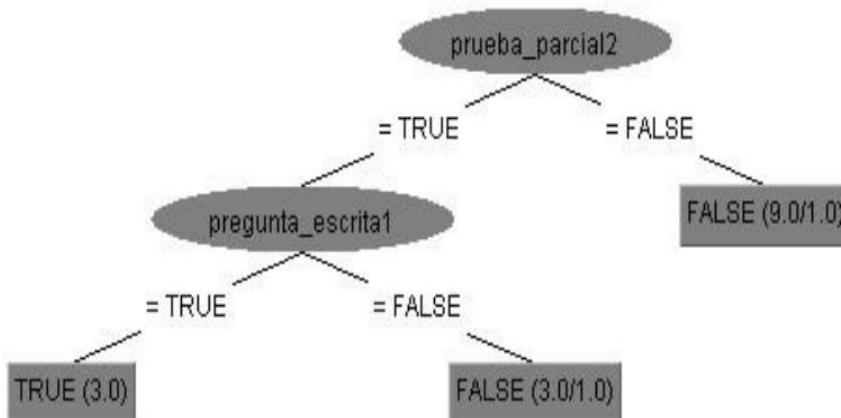 prueba_parcial2
= TRUE
= FALSE
pregunta_escrita1
FALSE (9.0/1.0)
= TRUE
= FALSE
TRUE (3.0)
FALSE (3.0/1.0)